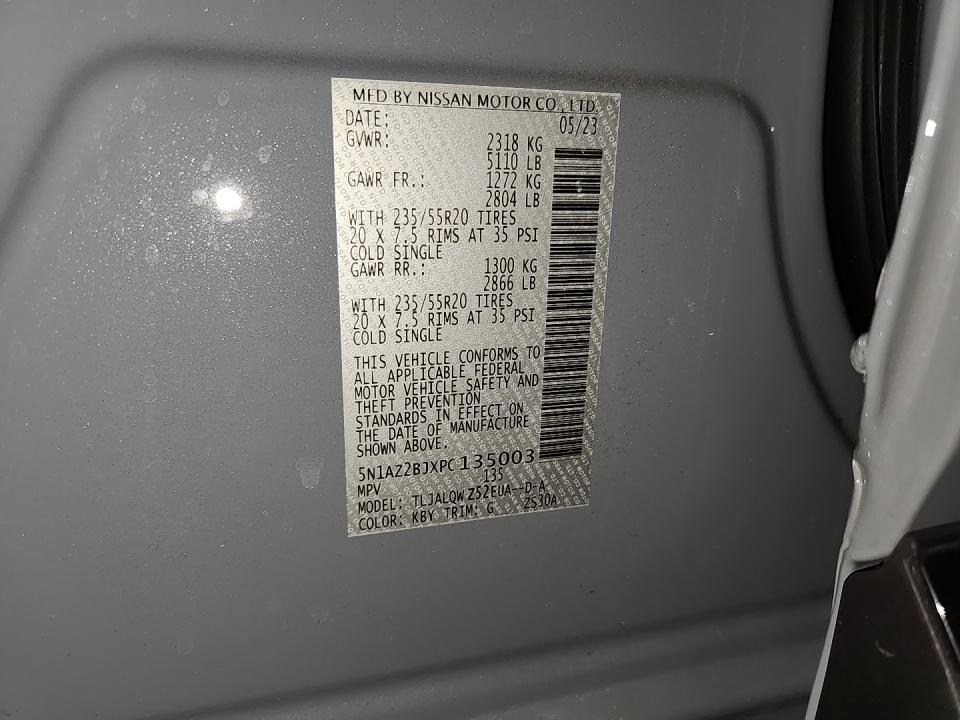 MFD BY NISSAN MOTOR CO., LTD.
DATE: 05/23
GVWR: 2318 KG
5110 LB
GAWR FR.: 1272 KG
2804 LB
WITH 235/55R20 TIRES
20 X 7.5 RIMS AT 35 PSI
COLD SINGLE
GAWR RR.: 1300 KG
2866 LB
WITH 235/55R20 TIRES
20 X 7.5 RIMS AT 35 PSI
COLD SINGLE
THIS VEHICLE CONFORMS TO
ALL APPLICABLE FEDERAL
MOTOR VEHICLE SAFETY AND
THEFT PREVENTION
STANDARDS IN EFFECT ON
THE DATE OF MANUFACTURE
SHOWN ABOVE.
5N1AZ2BJXPC135003
MPV 135
MODEL: TLJALQW Z52EUA--D-A
COLOR: KBY TRIM: G ZS30A